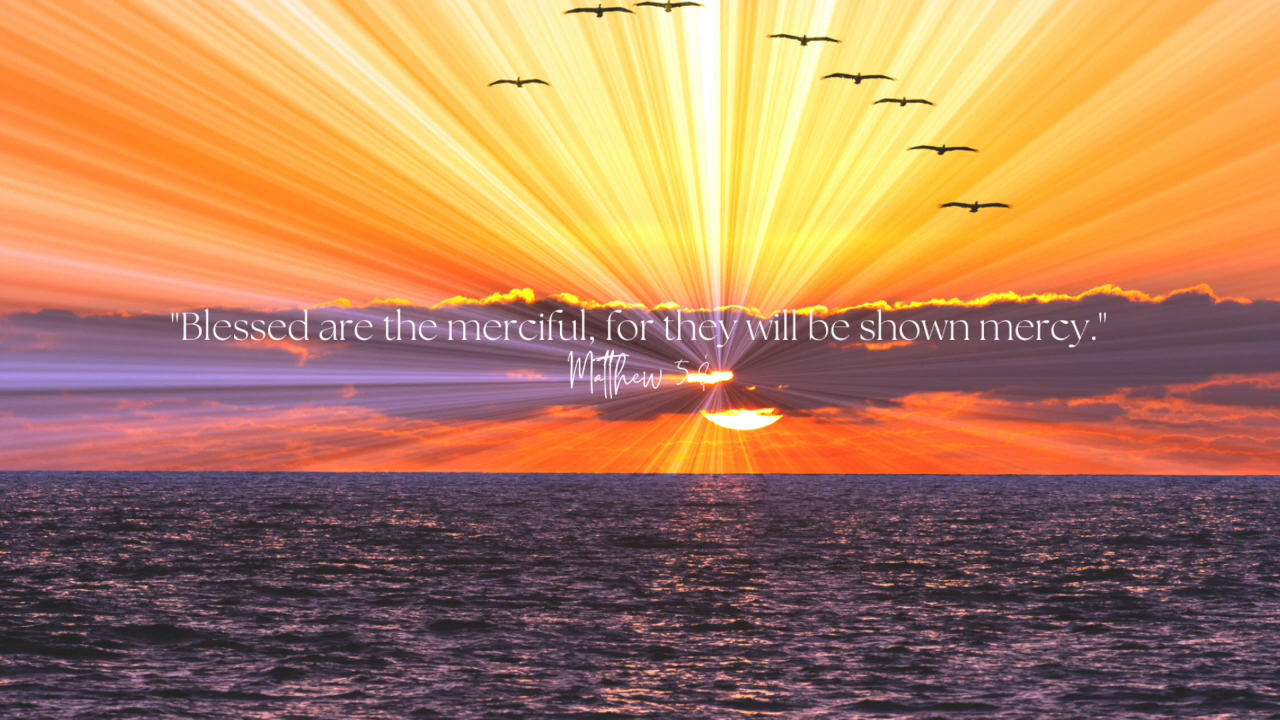 "Blessed are the merciful, for they will be shown mercy."
Matthew 5